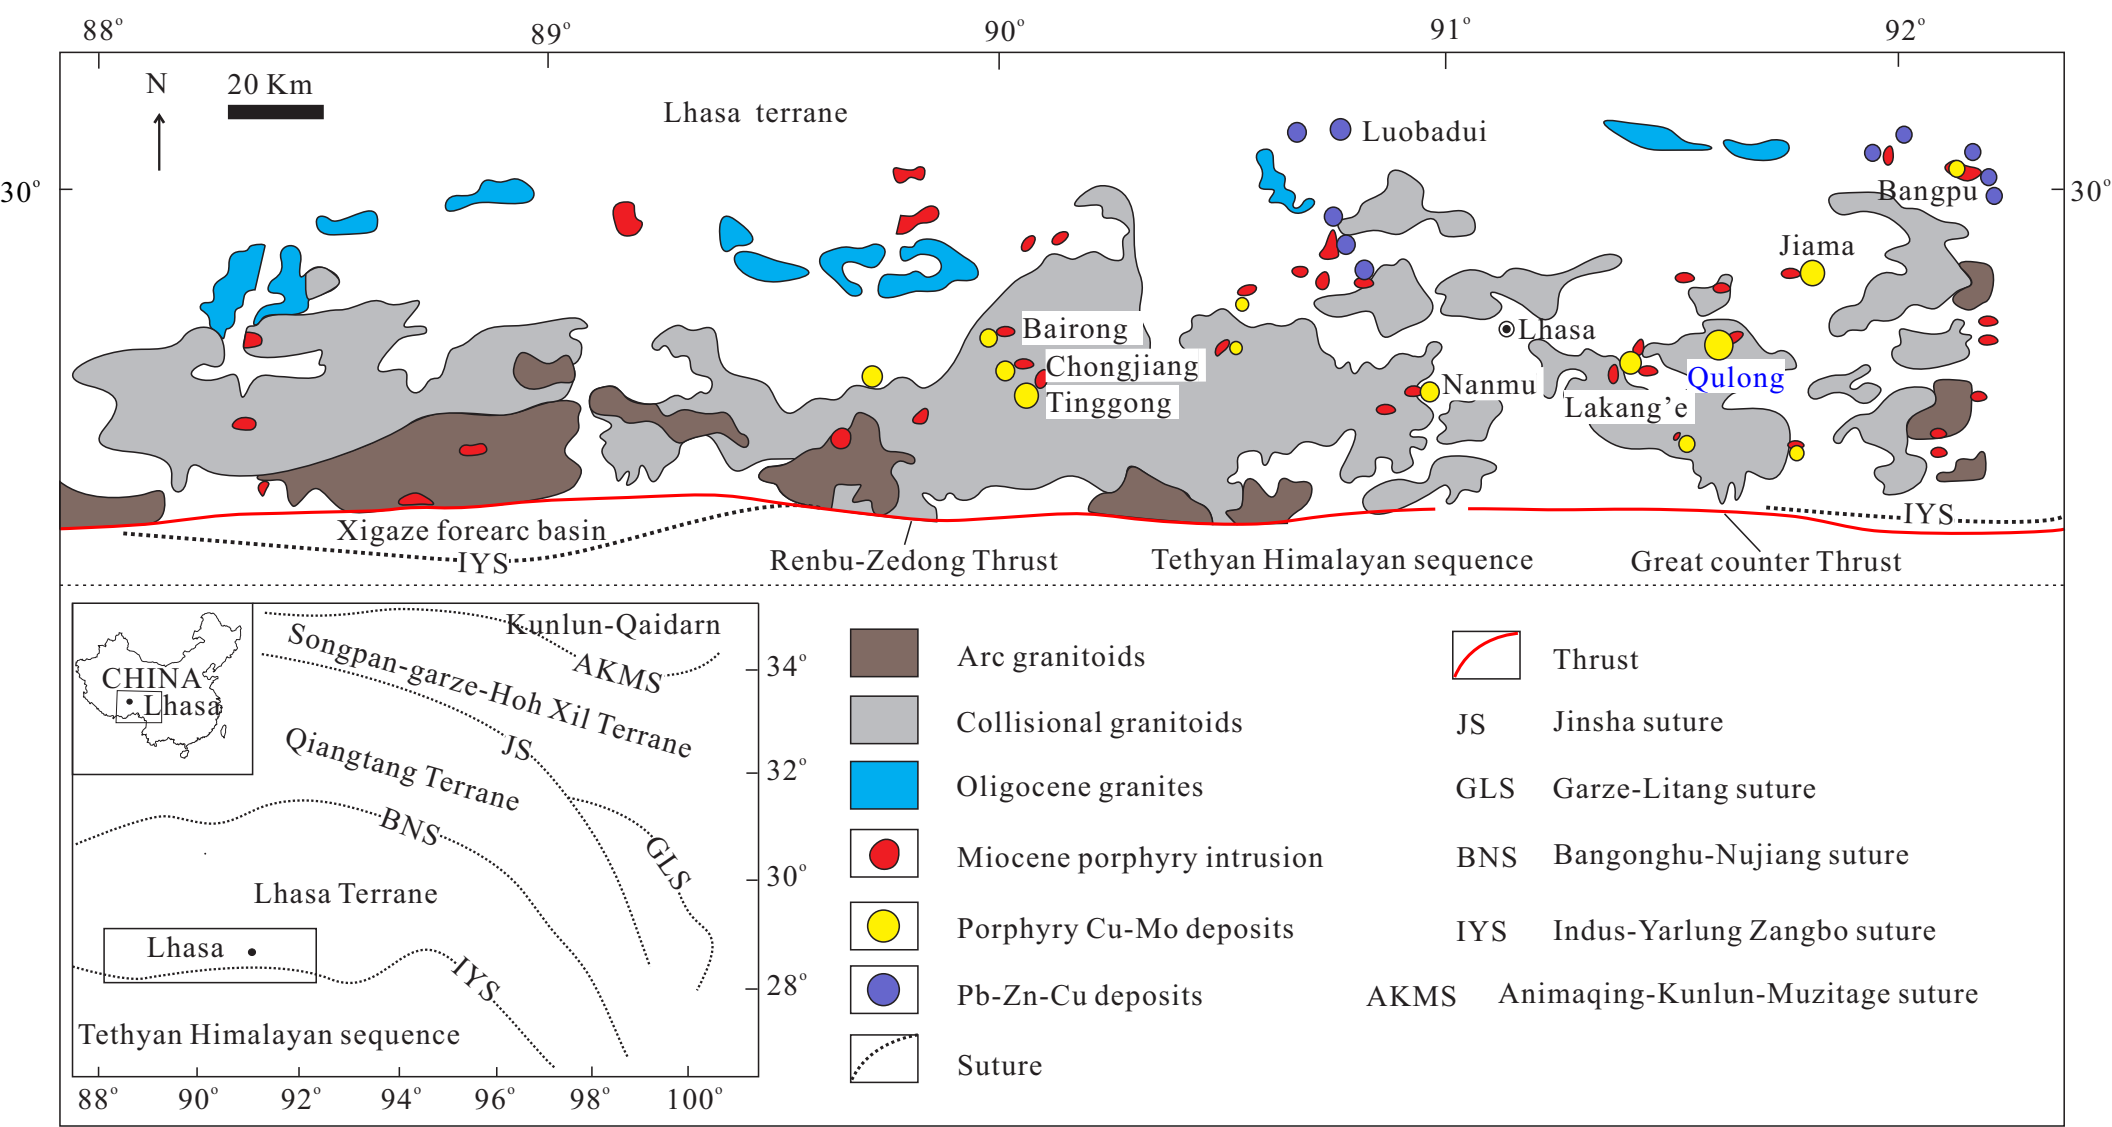 88° 89° 90° 91° 92°
N
20 Km
Lhasa terrane
Luobadui
30° 30°
Bangpu
Jiama
Bairong
Lhasa
Chongjiang
Qulong
Nanmu
Tinggong
Lakang’e
IYS
Xigaze forearc basin
IYS
Renbu-Zedong Thrust
Tethyan Himalayan sequence
Great counter Thrust
Kunlun-Qaidarn
Songpan-garze-Hoh Xil Terrane
AKMS
CHINA
Lhasa
JS
Qiangtang Terrane
BNS
GLS
Lhasa Terrane
Lhasa
IYS
Tethyan Himalayan sequence
34°
32°
30°
28°
88° 90° 92° 94° 96° 98° 100°
Arc granitoids
Collisional granitoids
Oligocene granites
Miocene porphyry intrusion
Porphyry Cu-Mo deposits
Pb-Zn-Cu deposits
Suture
Thrust
JS Jinsha suture
GLS Garze-Litang suture
BNS Bangonghu-Nujiang suture
IYS Indus-Yarlung Zangbo suture
AKMS Animaqing-Kunlun-Muzitage suture